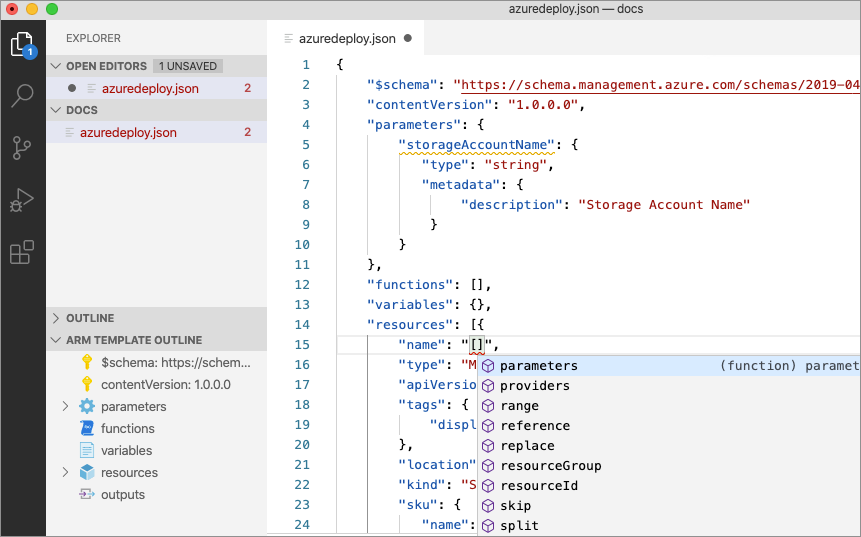 azuredeploy.json — docs
1
EXPLORER
OPEN EDITORS 1 UNSAVED
azuredeploy.json 2
DOCS
azuredeploy.json 2
OUTLINE
ARM TEMPLATE OUTLINE
$schema: https://schem...
contentVersion: 1.0.0.0
parameters
functions
variables
resources
outputs
azuredeploy.json
1 {
2 "$schema": "https://schema.management.azure.com/schemas/2019-04
3 "contentVersion": "1.0.0.0",
4 "parameters": {
5 "storageAccountName": {
6 "type": "string",
7 "metadata": {
8 "description": "Storage Account Name"
9 }
10 }
11 },
12 "functions": [],
13 "variables": {},
14 "resources": [{
15 "name": "[]",
16 "type": "M
17 "apiVersio
18 "tags": {
19 "displ
20 },
21 "location"
22 "kind": "S
23 "sku": {
24 "name":
parameters (function) paramet
providers
range
reference
replace
resourceGroup
resourceId
skip
split